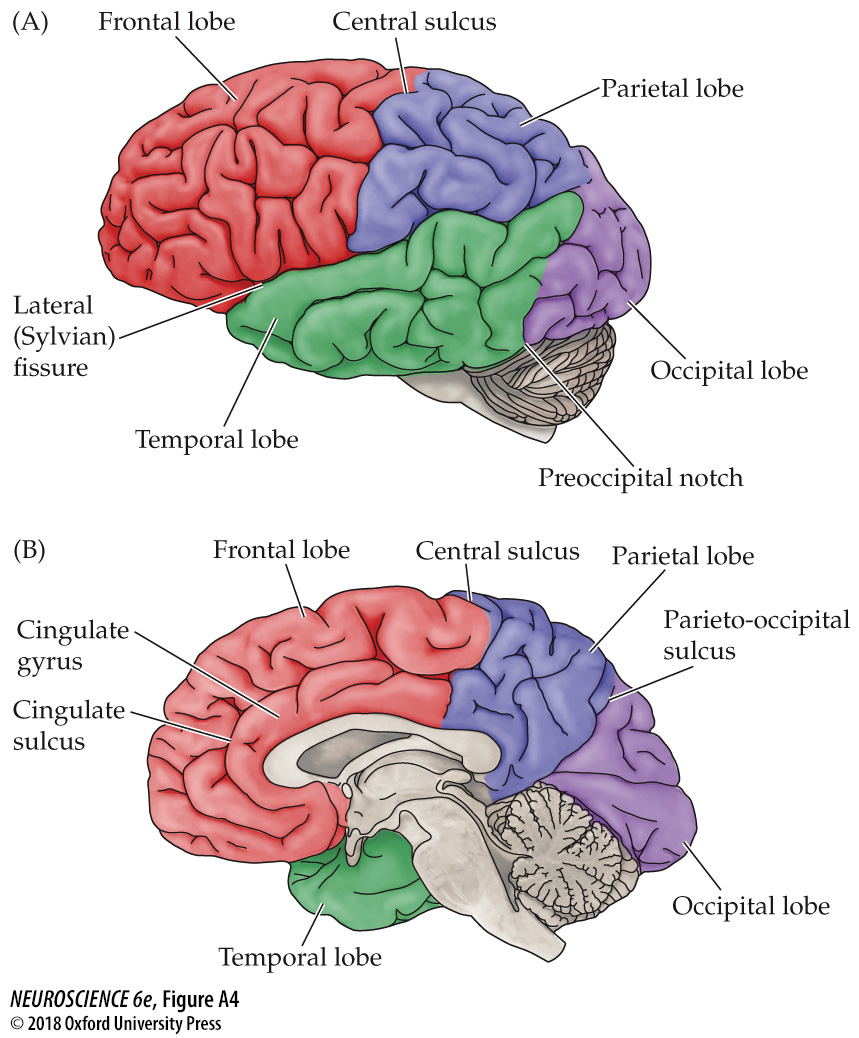 (A)
Frontal lobe
Central sulcus
Parietal lobe
Lateral
(Sylvian)
fissure
Occipital lobe
Temporal lobe
Preoccipital notch
(B)
Frontal lobe
Central sulcus
Parietal lobe
Cingulate
gyrus
Parieto-occipital
sulcus
Cingulate
sulcus
Occipital lobe
Temporal lobe
NEUROSCIENCE 6e, Figure A4
© 2018 Oxford University Press